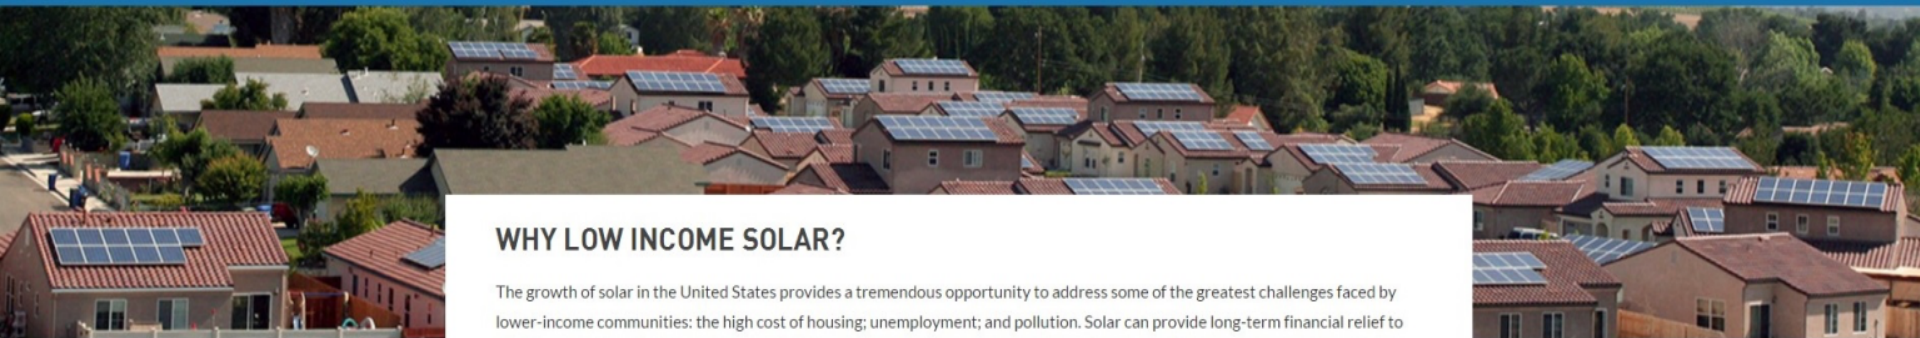 WHY LOW INCOME SOLAR?
The growth of solar in the United States provides a tremendous opportunity to address some of the greatest challenges faced by
lower-income communities: the high cost of housing; unemployment; and pollution. Solar can provide long-term financial relief to